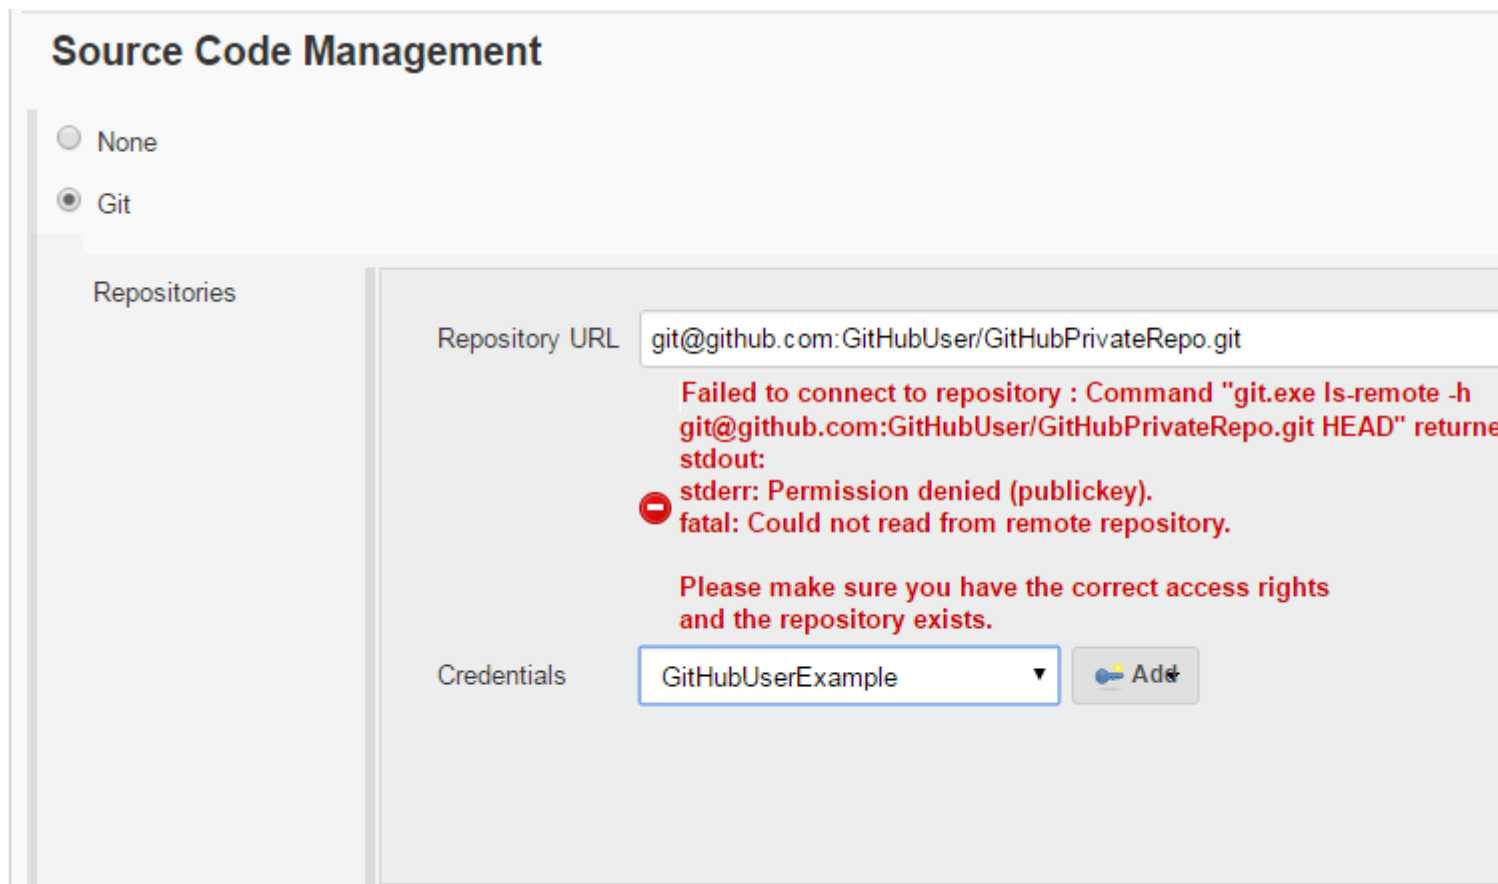 Source Code Management
None
Git
Repositories
Repository URL git@github.com:GitHubUser/GitHubPrivateRepo.git
Failed to connect to repository : Command "git.exe ls-remote -h
git@github.com:GitHubUser/GitHubPrivateRepo.git HEAD" returne
stdout:
stderr: Permission denied (publickey).
fatal: Could not read from remote repository.
Please make sure you have the correct access rights
and the repository exists.
Credentials GitHubUserExample Add